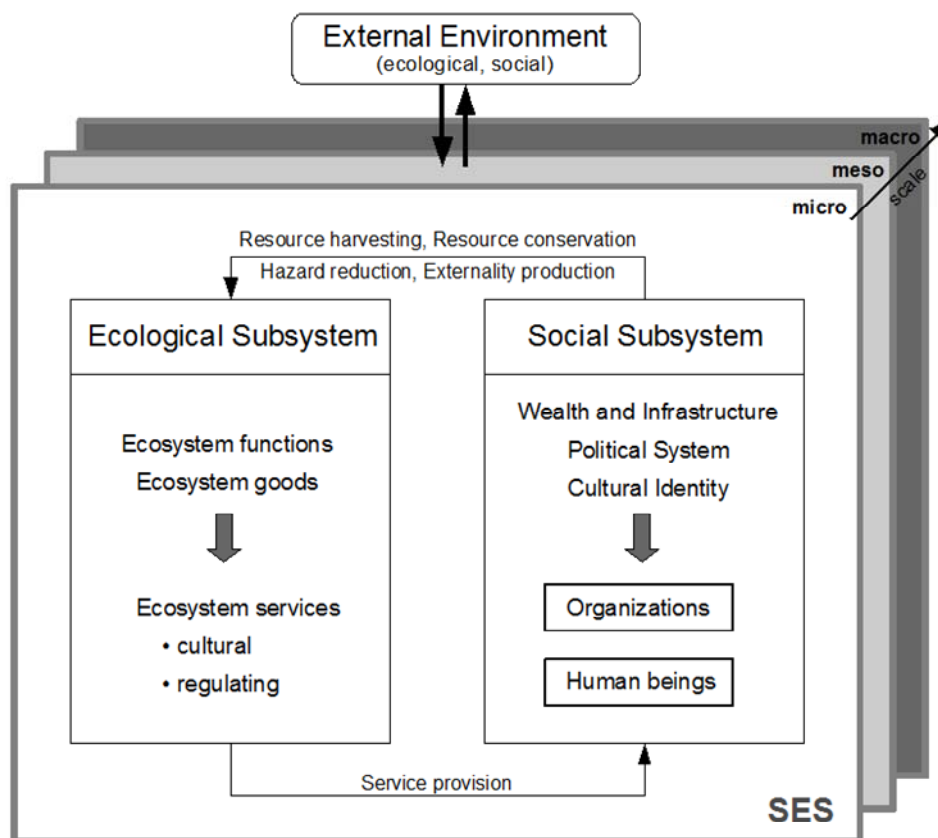 External Environment
(ecological, social)
macro
meso
micro
scale
Resource harvesting, Resource conservation
Hazard reduction, Externality production
Ecological Subsystem
Ecosystem functions
Ecosystem goods
Ecosystem services
• cultural
• regulating
Social Subsystem
Wealth and Infrastructure
Political System
Cultural Identity
Organizations
Human beings
Service provision
SES